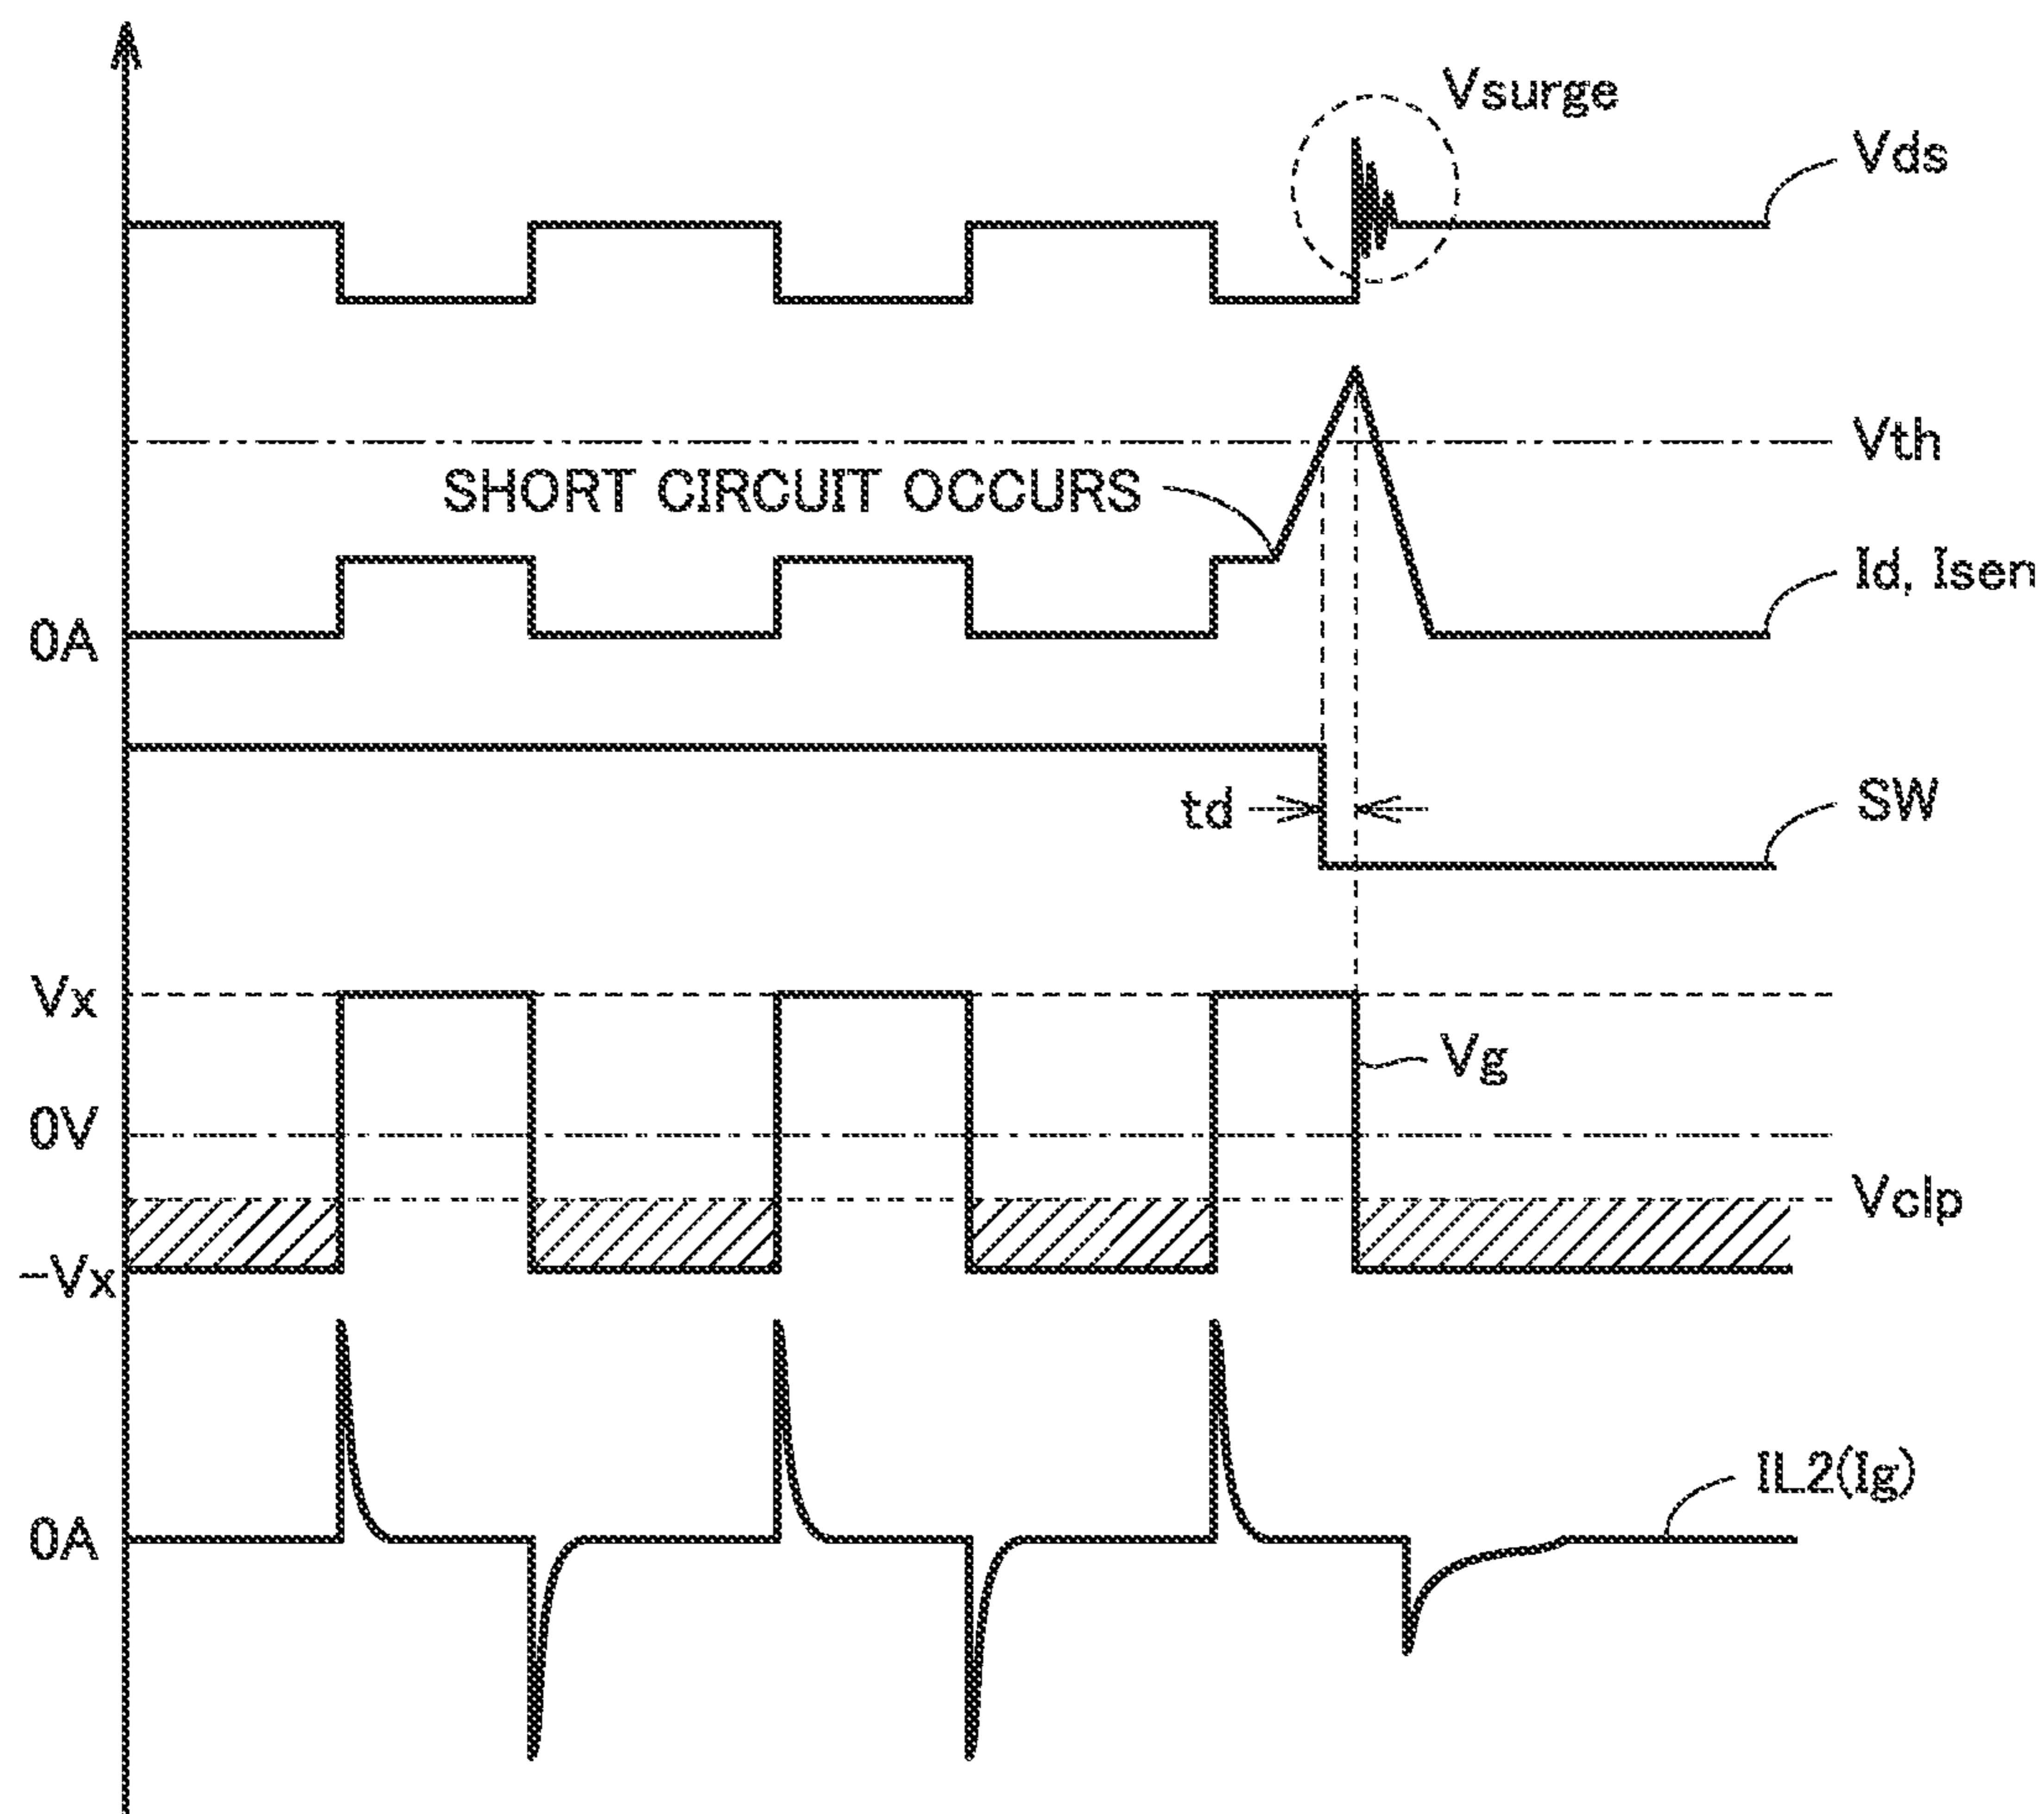 Vsurge
Vds
Vth
SHORT CIRCUIT OCCURS
Id, Isen
0A
td
SW
Vx
Vg
0V
Vclp
-Vx
IL2(Ig)
0A